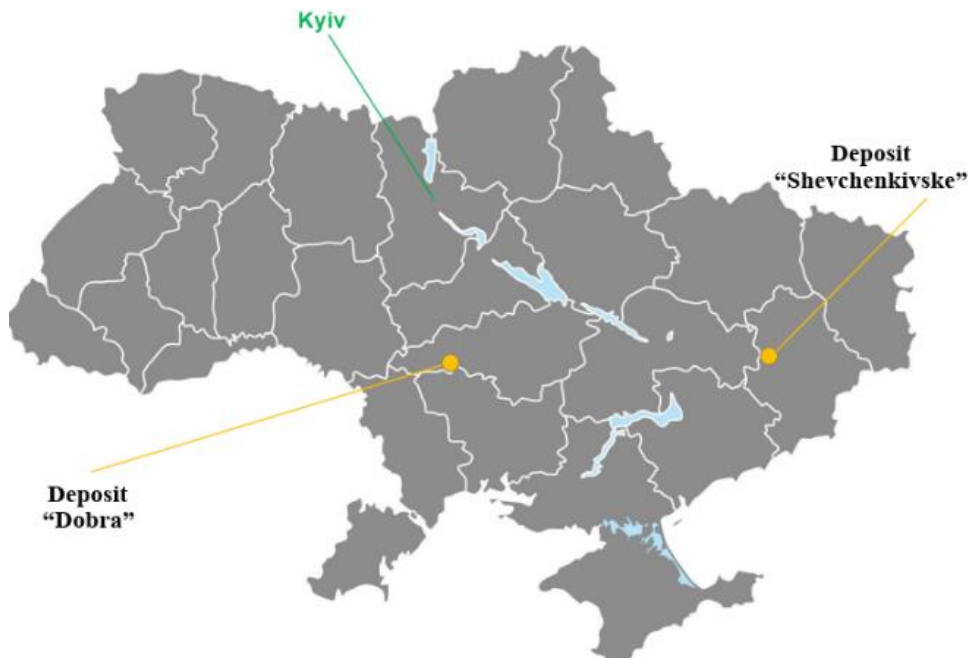 Kyiv
Deposit
“Shevchenkivske”
Deposit
“Dobra”